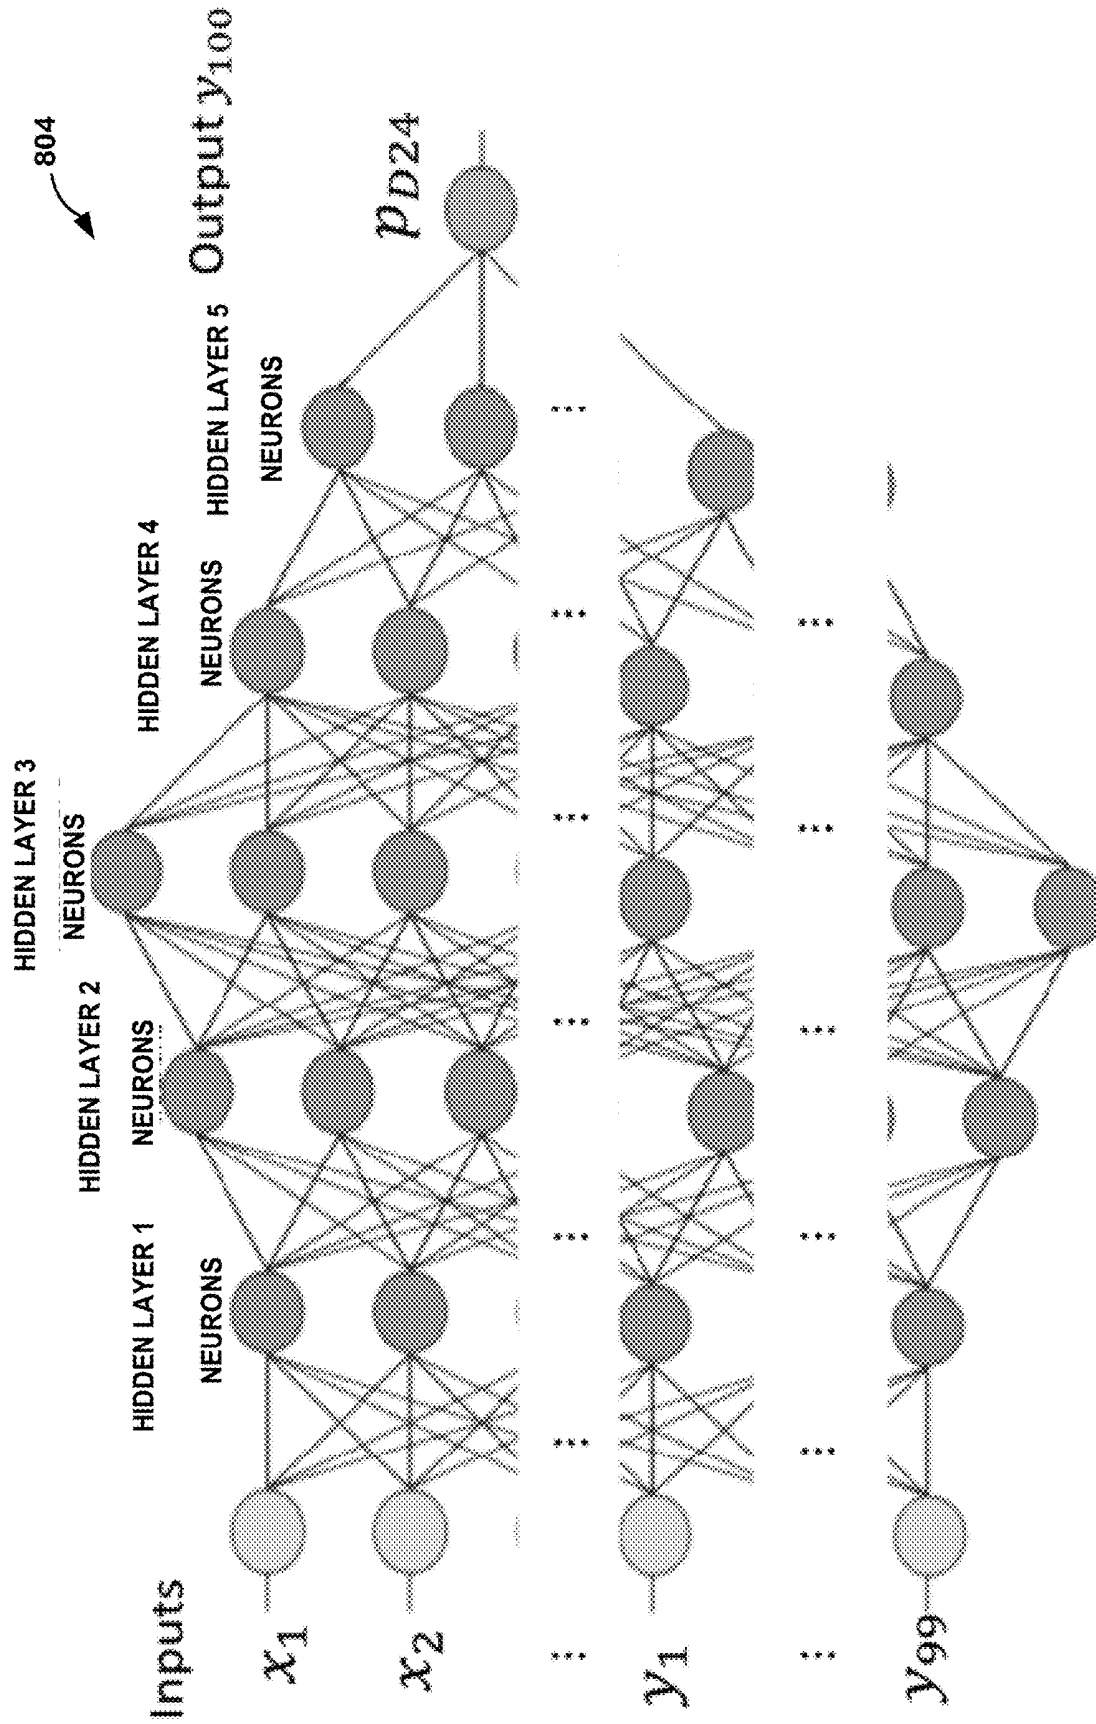 804
Output y₁₀₀
p_D24
HIDDEN LAYER 5
NEURONS
HIDDEN LAYER 4
NEURONS
HIDDEN LAYER 3
NEURONS
HIDDEN LAYER 2
NEURONS
HIDDEN LAYER 1
NEURONS
Inputs
x₁
x₂
⋮
y₁
⋮
y₉₉